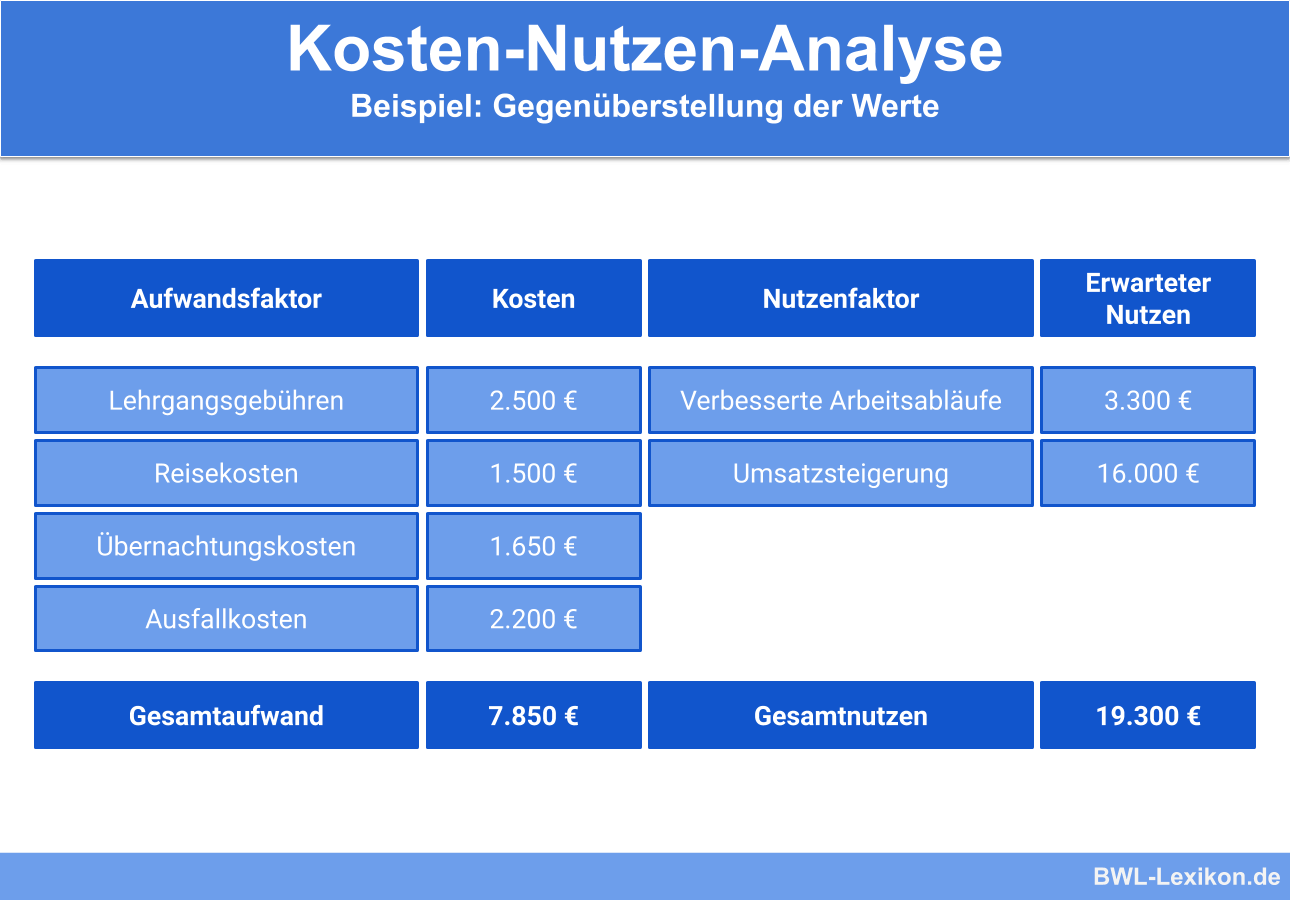 Kosten-Nutzen-Analyse
Beispiel: Gegenüberstellung der Werte
Aufwandsfaktor Kosten Nutzenfaktor Erwarteter
Nutzen
Lehrgangsgebühren 2.500 € Verbesserte Arbeitsabläufe 3.300 €
Reisekosten 1.500 € Umsatzsteigerung 16.000 €
Übernachtungskosten 1.650 €
Ausfallkosten 2.200 €
Gesamtaufwand 7.850 € Gesamtnutzen 19.300 €
BWL-Lexikon.de